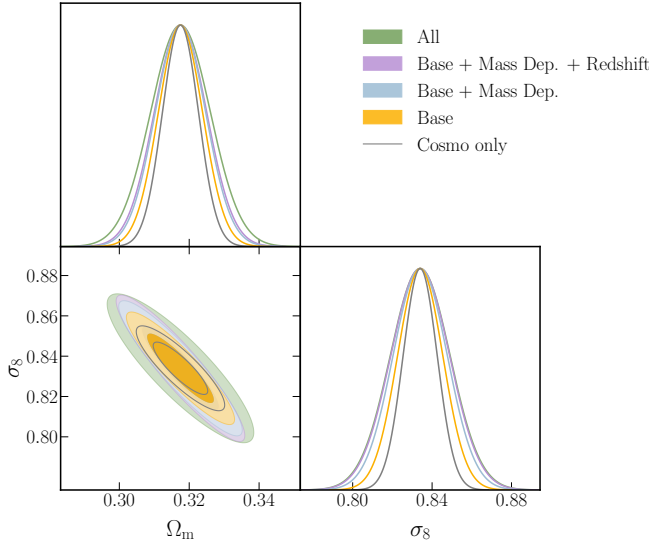 All
Base + Mass Dep. + Redshift
Base + Mass Dep.
Base
Cosmo only
0.88
0.86
0.84
0.82
0.80
σ₈
0.30 0.32 0.34
Ωₘ
0.80 0.84 0.88
σ₈